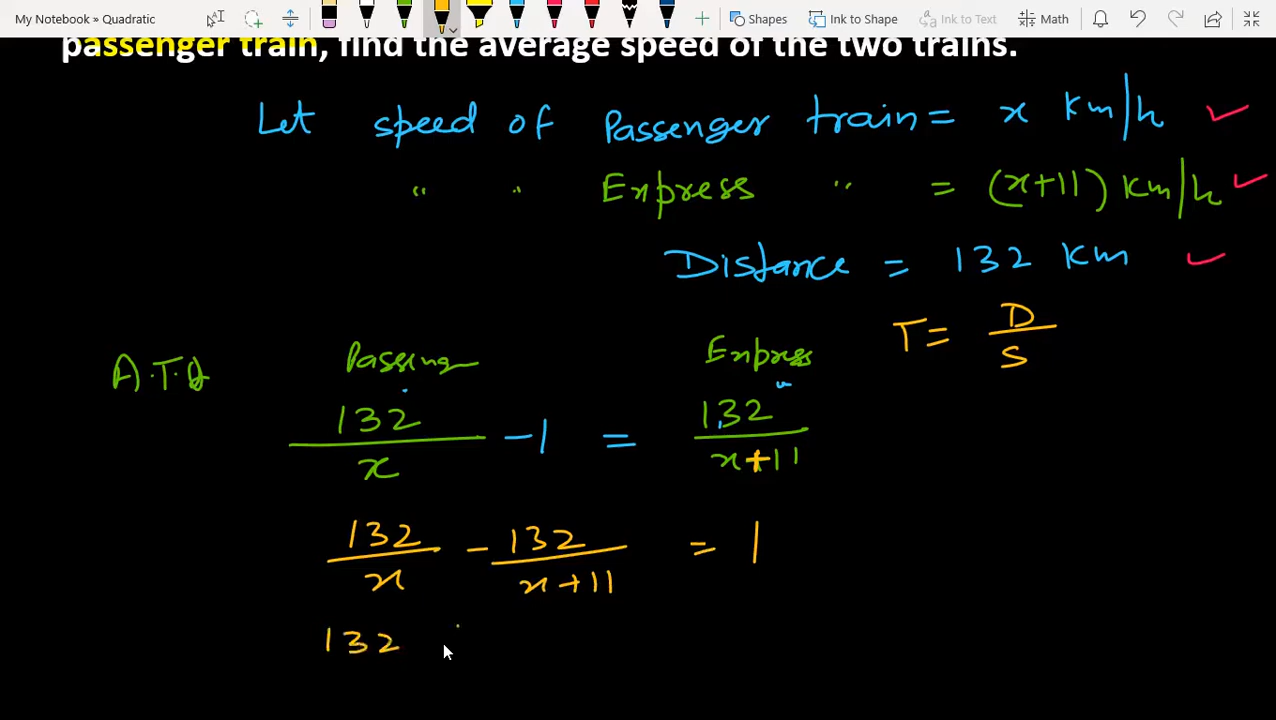 My Notebook » Quadratic
Shapes
Ink to Shape
Ink to Text
Math
passenger train, find the average speed of the two trains.
Let speed of Passenger train = x Km/h ✓
" " Express " = (x+11) Km/h ✓
Distance = 132 Km ✓
T = D/S
A.T.Q
Passing Express
132/x - 1 = 132/x+11
132/x - 132/x+11 = 1
132